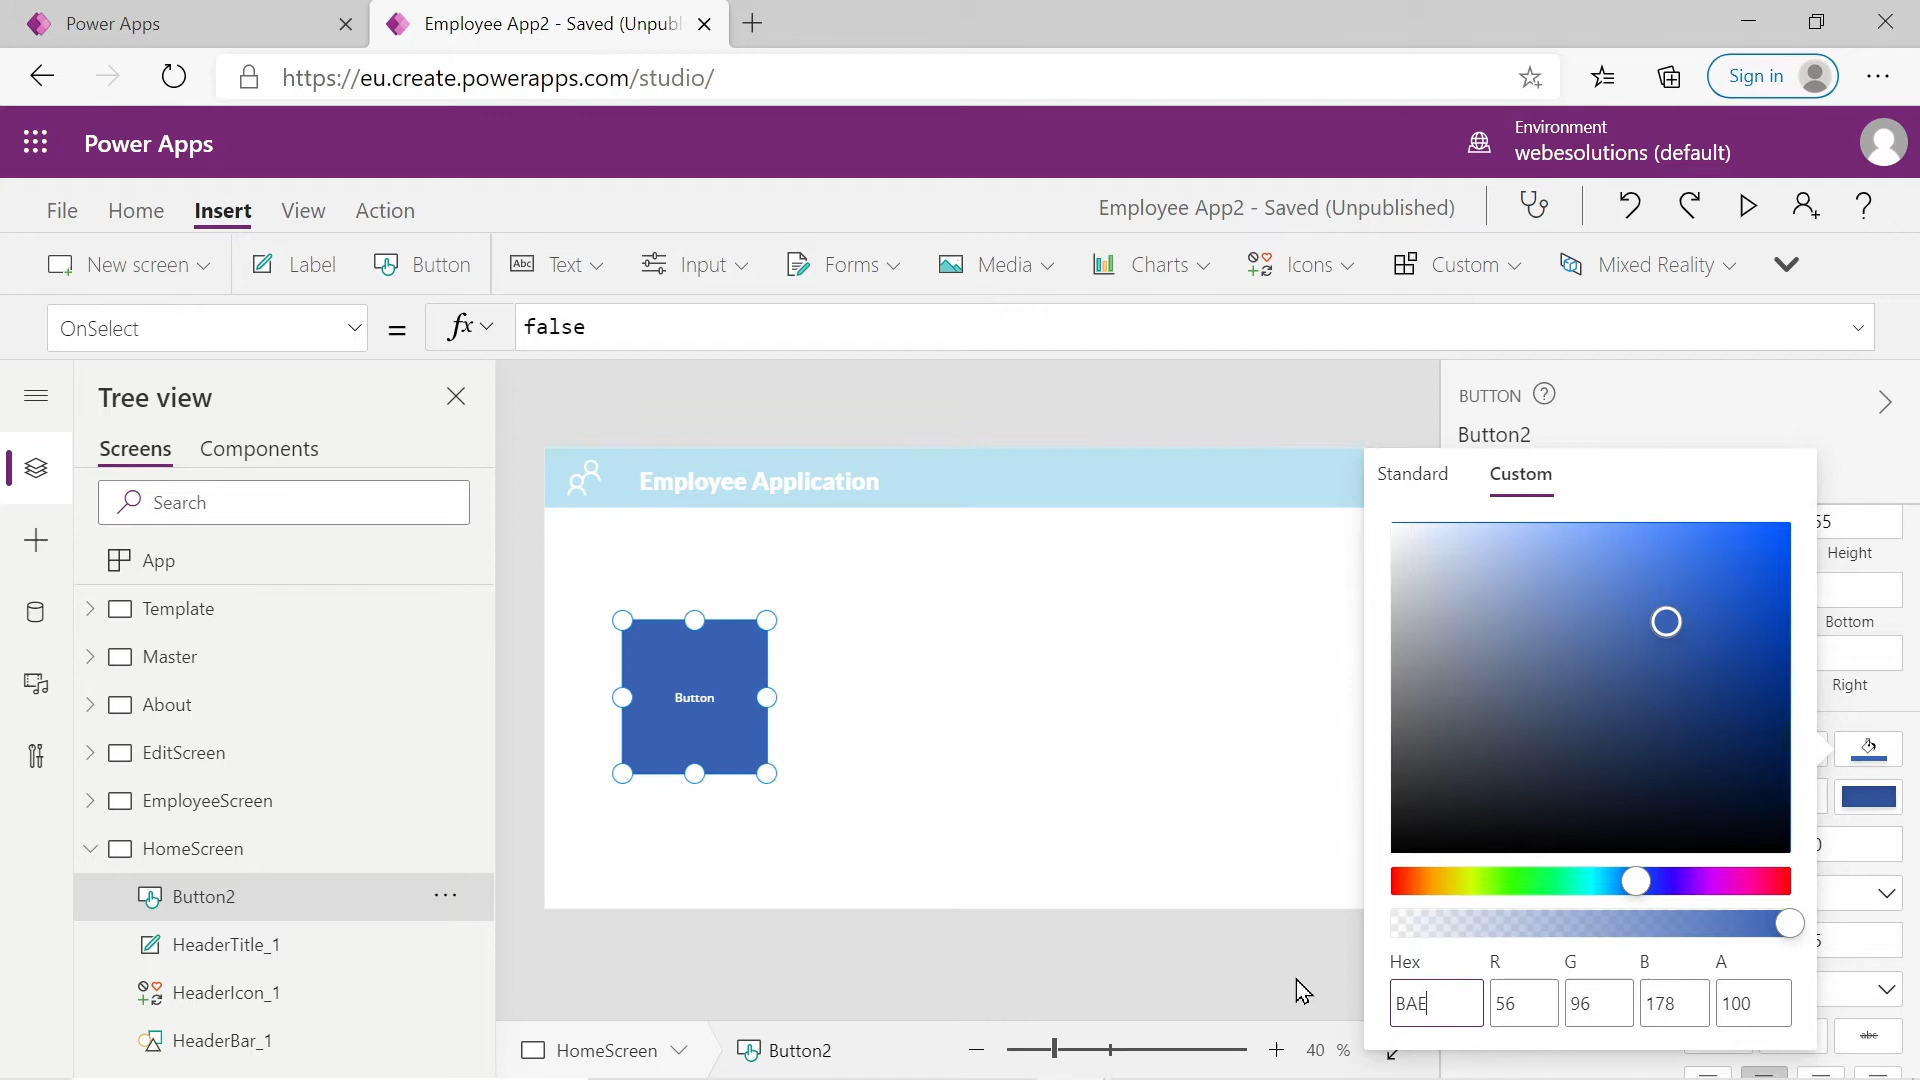 Power Apps
Employee App2 - Saved (Unpubl
https://eu.create.powerapps.com/studio/
Sign in
Power Apps
Environment
webesolutions (default)
File Home Insert View Action
Employee App2 - Saved (Unpublished)
New screen Label Button Text Input Forms Media Charts Icons Custom Mixed Reality
OnSelect = fx false
Tree view
Screens Components
Search
App
Template
Master
About
EditScreen
EmployeeScreen
HomeScreen
Button2
HeaderTitle_1
HeaderIcon_1
HeaderBar_1
Employee Application
Button
HomeScreen
Button2
40 %
BUTTON
Button2
Standard Custom
Height
Bottom
Right
Hex R G B A
BAE 56 96 178 100